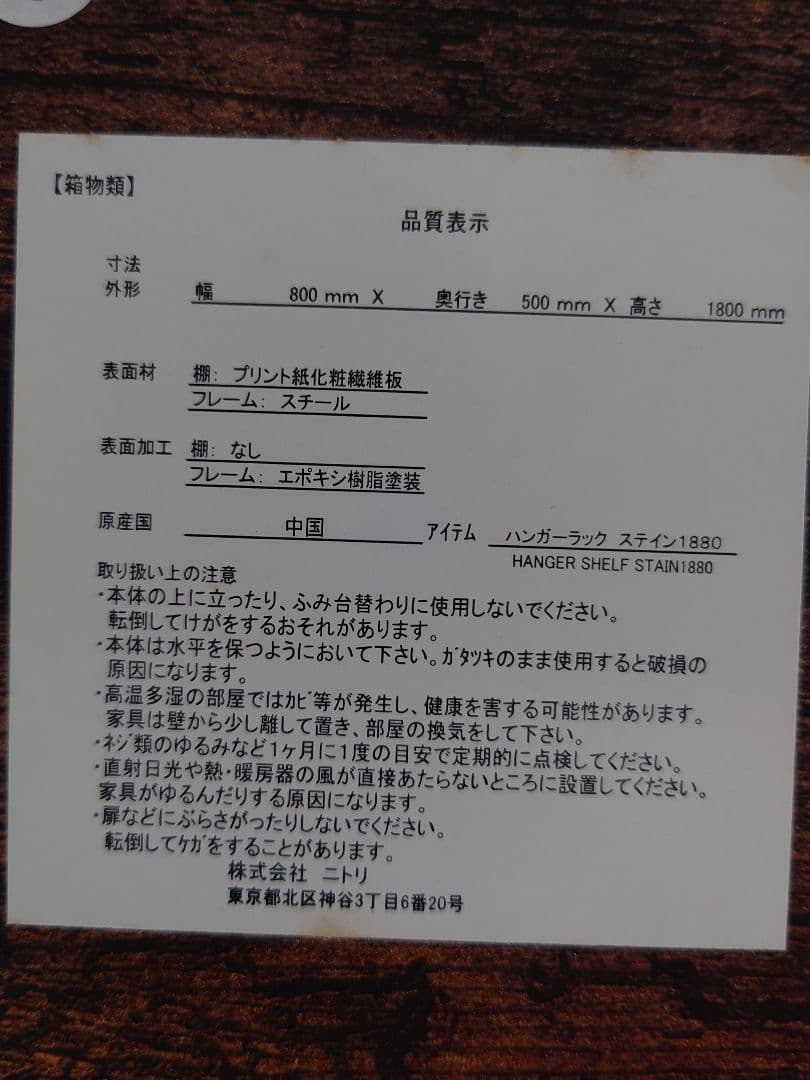 【箱物類】
品質表示
寸法
外形 幅 800 mm X 奥行き 500 mm X 高さ 1800 mm
表面材 棚: プリント紙化粧繊維板
フレーム: スチール
表面加工 棚: なし
フレーム: エポキシ樹脂塗装
原産国 中国 アイテム ハンガーラック ステイン1880
HANGER SHELF STAIN1880
取り扱い上の注意
・本体の上に立ったり、ふみ台替わりに使用しないでください。
転倒してけがをするおそれがあります。
・本体は水平を保つようにおいて下さい。ｶﾞﾀﾂｷのまま使用すると破損の
原因になります。
・高温多湿の部屋ではｶﾋﾞ等が発生し、健康を害する可能性があります。
家具は壁から少し離して置き、部屋の換気をして下さい。
・ﾈｼﾞ類のゆるみなど1ヶ月に1度の目安で定期的に点検してください。
・直射日光や熱・暖房器の風が直接あたらないところに設置してください。
家具がゆるんだりする原因になります。
・扉などにぶらさがったりしないでください。
転倒してｹｶﾞをすることがあります。
株式会社 ニトリ
東京都北区神谷3丁目6番20号